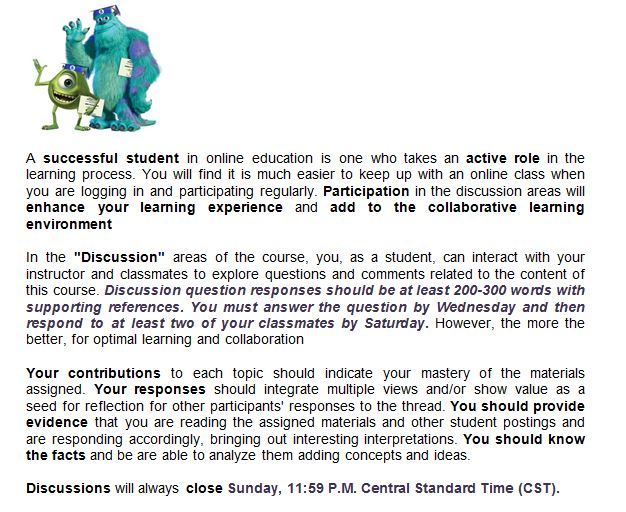 A successful student in online education is one who takes an active role in the
learning process. You will find it is much easier to keep up with an online class when
you are logging in and participating regularly. Participation in the discussion areas will
enhance your learning experience and add to the collaborative learning
environment
In the "Discussion" areas of the course, you, as a student, can interact with your
instructor and classmates to explore questions and comments related to the content of
this course. Discussion question responses should be at least 200-300 words with
supporting references. You must answer the question by Wednesday and then
respond to at least two of your classmates by Saturday. However, the more the
better, for optimal learning and collaboration
Your contributions to each topic should indicate your mastery of the materials
assigned. Your responses should integrate multiple views and/or show value as a
seed for reflection for other participants' responses to the thread. You should provide
evidence that you are reading the assigned materials and other student postings and
are responding accordingly, bringing out interesting interpretations. You should know
the facts and be are able to analyze them adding concepts and ideas.
Discussions will always close Sunday, 11:59 P.M. Central Standard Time (CST).